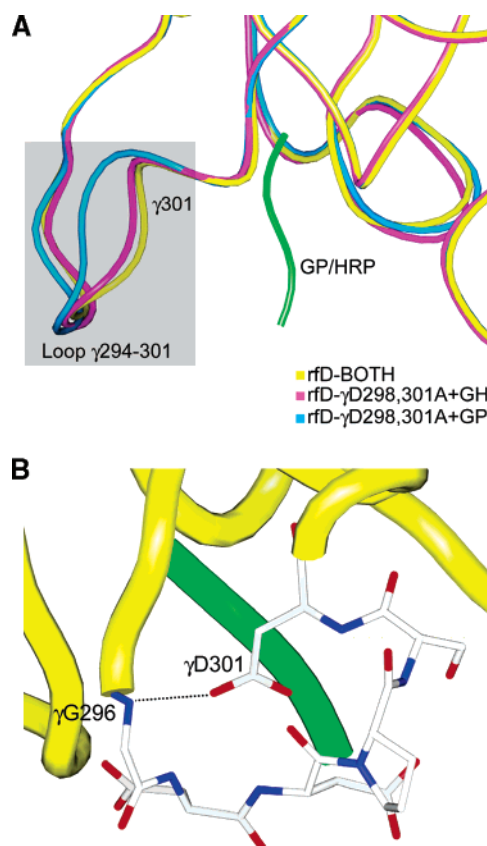 A
γ301
GP/HRP
Loop γ294-301
rfD-BOTH
rfD-γD298,301A+GH
rfD-γD298,301A+GP
B
γD301
γG296